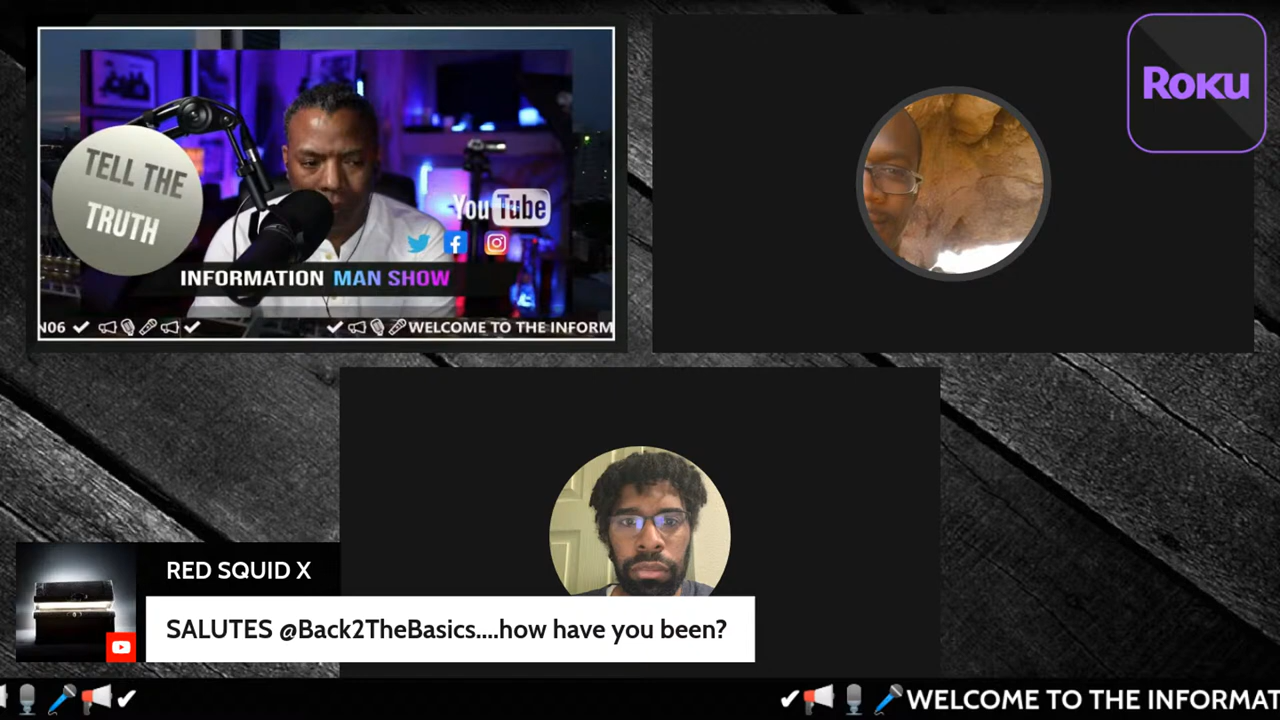 TELL THE
TRUTH
YouTube
INFORMATION MAN SHOW
N06 ✔ ✔ ✔ WELCOME TO THE INFORM
ROKU
RED SQUID X
SALUTES @Back2TheBasics....how have you been?
✔ ✔ WELCOME TO THE INFORMAT